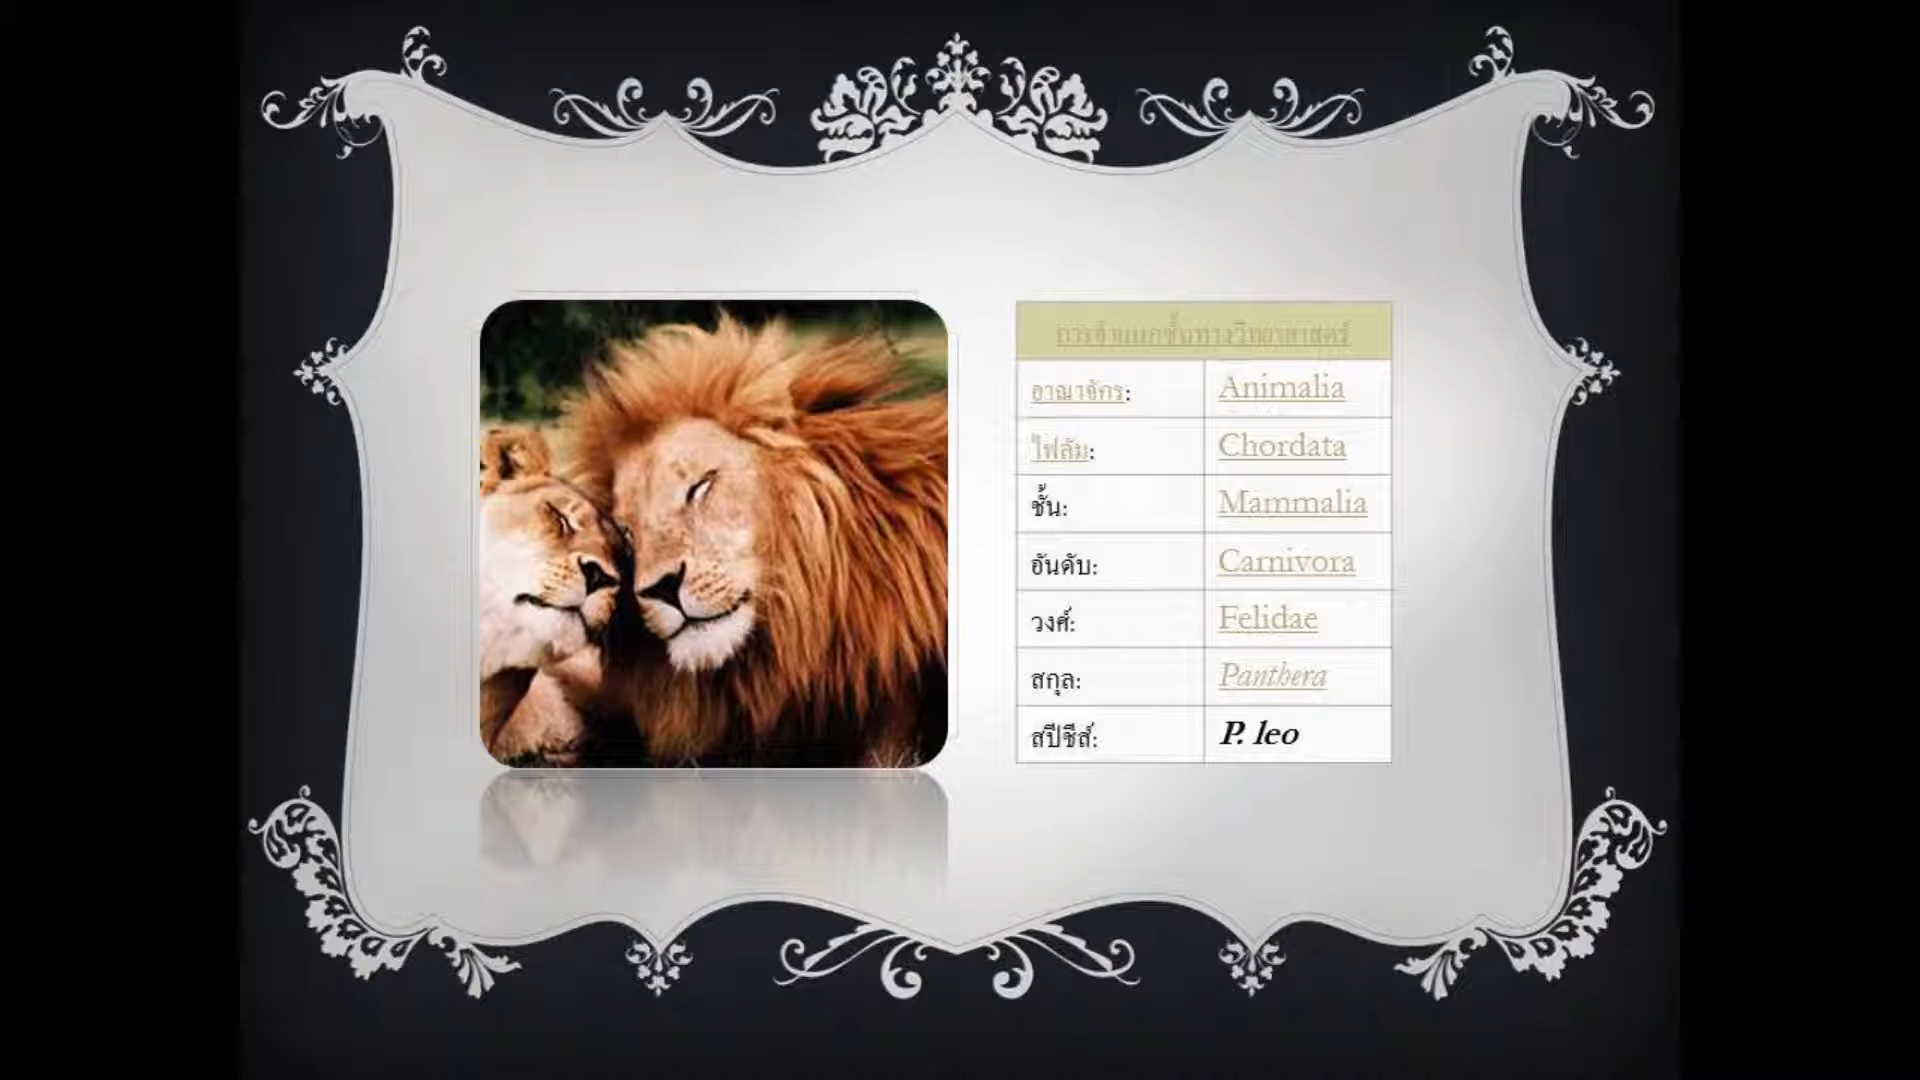 การจำแนกชั้นทางวิทยาศาสตร์
อาณาจักร: Animalia
ไฟลัม: Chordata
ชั้น: Mammalia
อันดับ: Carnivora
วงศ์: Felidae
สกุล: Panthera
สปีชีส์: P. leo